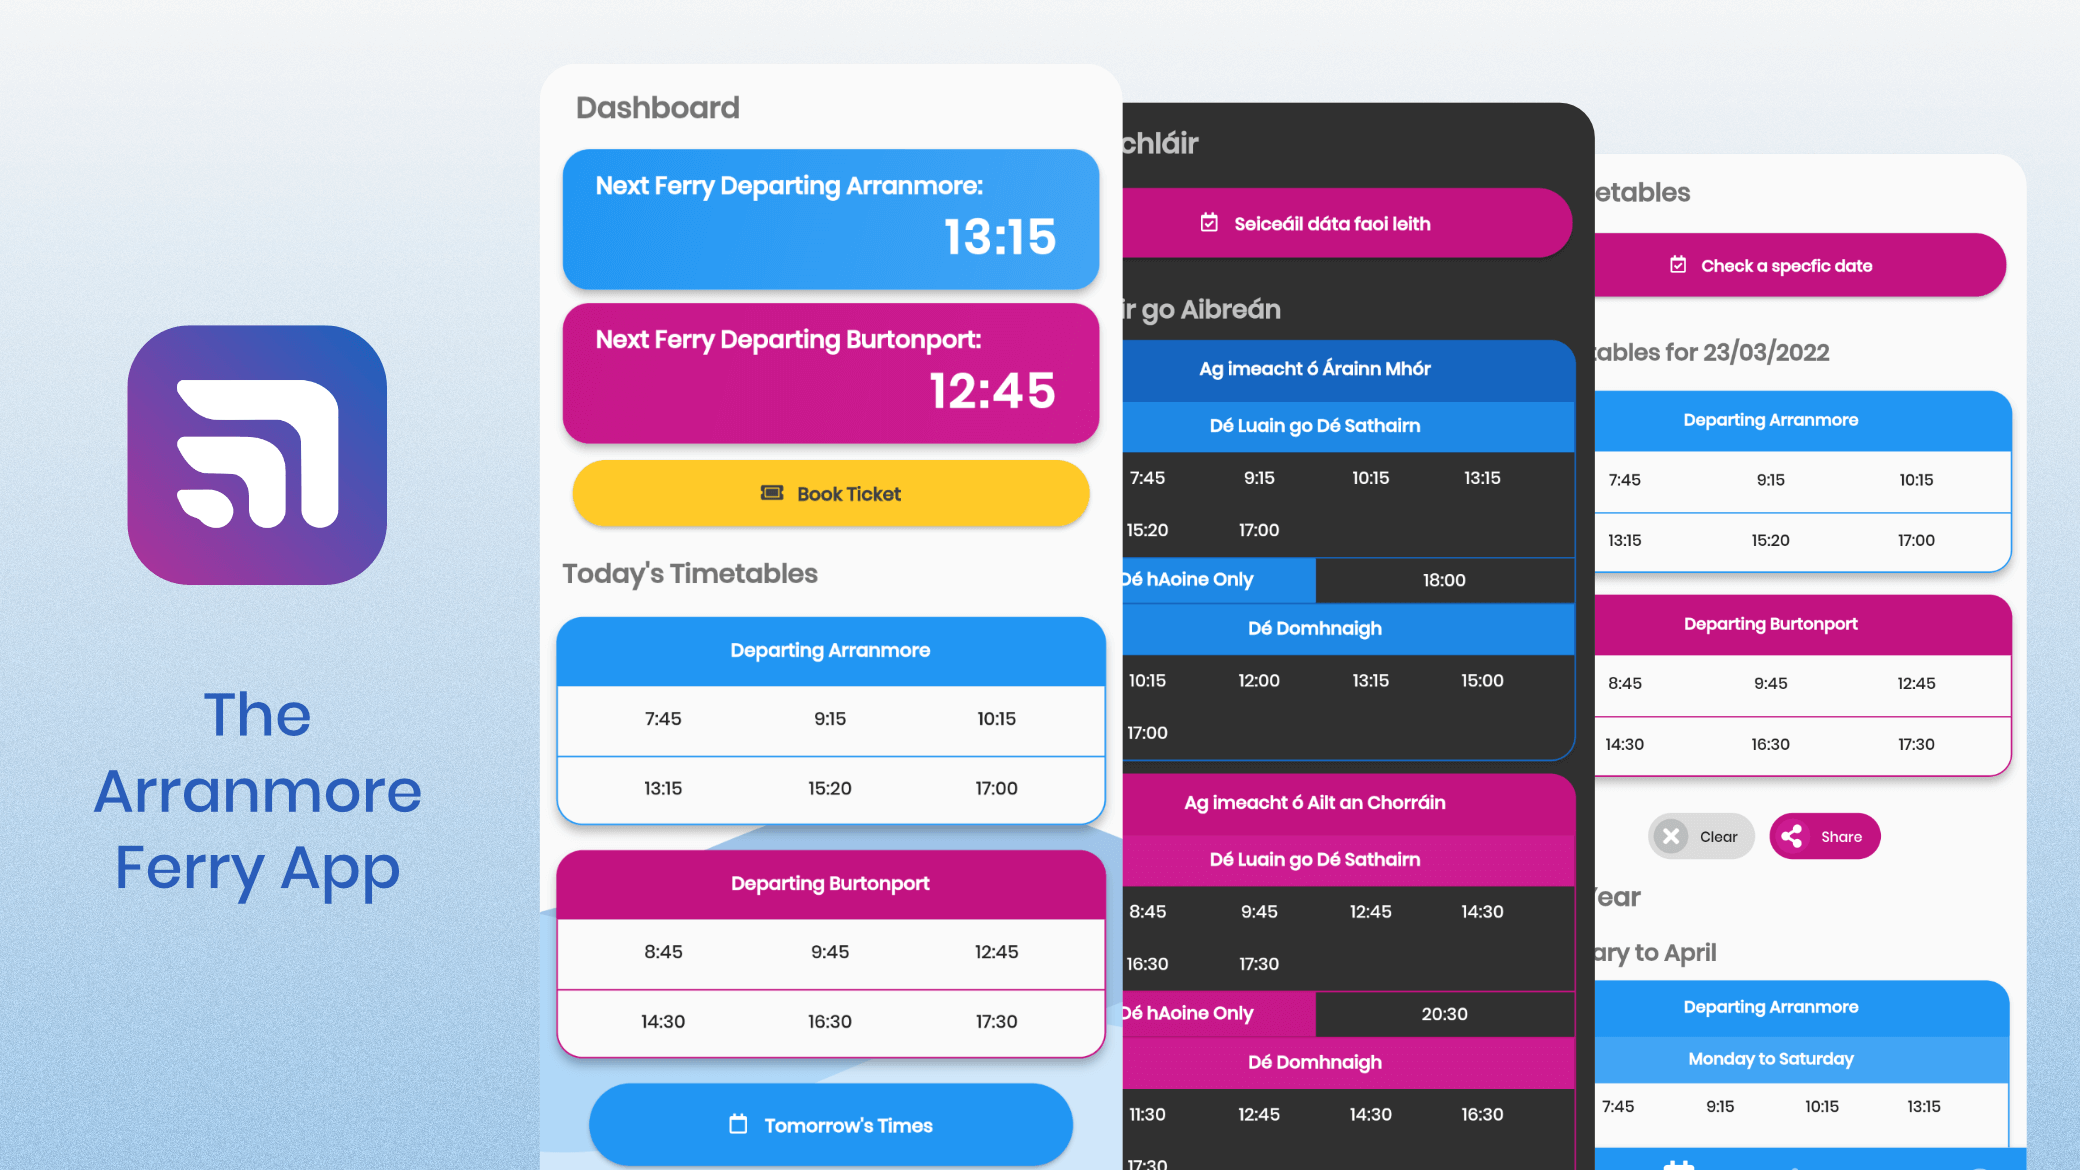 The
Arranmore
Ferry App
Dashboard
Next Ferry Departing Arranmore:
13:15
Next Ferry Departing Burtonport:
12:45
Book Ticket
Today's Timetables
Departing Arranmore
7:45 9:15 10:15
13:15 15:20 17:00
Departing Burtonport
8:45 9:45 12:45
14:30 16:30 17:30
Tomorrow's Times
chláir
Seiceáil dáta faoi leith
ir go Aibreán
Ag imeacht ó Árainn Mhór
Dé Luain go Dé Sathairn
7:45 9:15 10:15 13:15
15:20 17:00
Dé hAoine Only 18:00
Dé Domhnaigh
10:15 12:00 13:15 15:00
17:00
Ag imeacht ó Ailt an Chorráin
Dé Luain go Dé Sathairn
8:45 9:45 12:45 14:30
16:30 17:30
Dé hAoine Only 20:30
Dé Domhnaigh
11:30 12:45 14:30 16:30
17:30
etables
Check a specfic date
tables for 23/03/2022
Departing Arranmore
7:45 9:15 10:15
13:15 15:20 17:00
Departing Burtonport
8:45 9:45 12:45
14:30 16:30 17:30
Clear Share
Year
ary to April
Departing Arranmore
Monday to Saturday
7:45 9:15 10:15 13:15